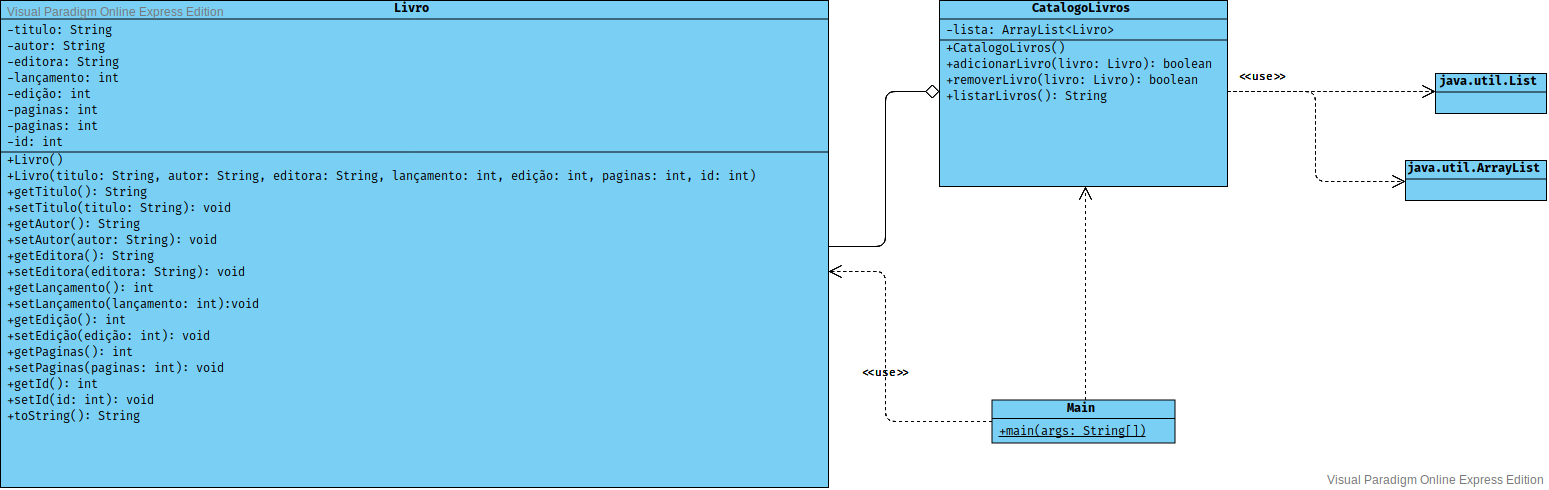 Visual Paradigm Online Express Edition
Livro
-titulo: String
-autor: String
-editora: String
-lançamento: int
-edição: int
-paginas: int
-paginas: int
-id: int
+Livro()
+Livro(titulo: String, autor: String, editora: String, lançamento: int, edição: int, paginas: int, id: int)
+getTitulo(): String
+setTitulo(titulo: String): void
+getAutor(): String
+setAutor(autor: String): void
+getEditora(): String
+setEditora(editora: String): void
+getLançamento(): int
+setLançamento(lançamento: int):void
+getEdição(): int
+setEdição(edição: int): void
+getPaginas(): int
+setPaginas(paginas: int): void
+getId(): int
+setId(id: int): void
+toString(): String
CatalogoLivros
-lista: ArrayList<Livro>
+CatalogoLivros()
+adicionarLivro(livro: Livro): boolean
+removerLivro(livro: Livro): boolean
+listarLivros(): String
<<use>>
java.util.List
java.util.ArrayList
<<use>>
Main
+main(args: String[])
Visual Paradigm Online Express Edition